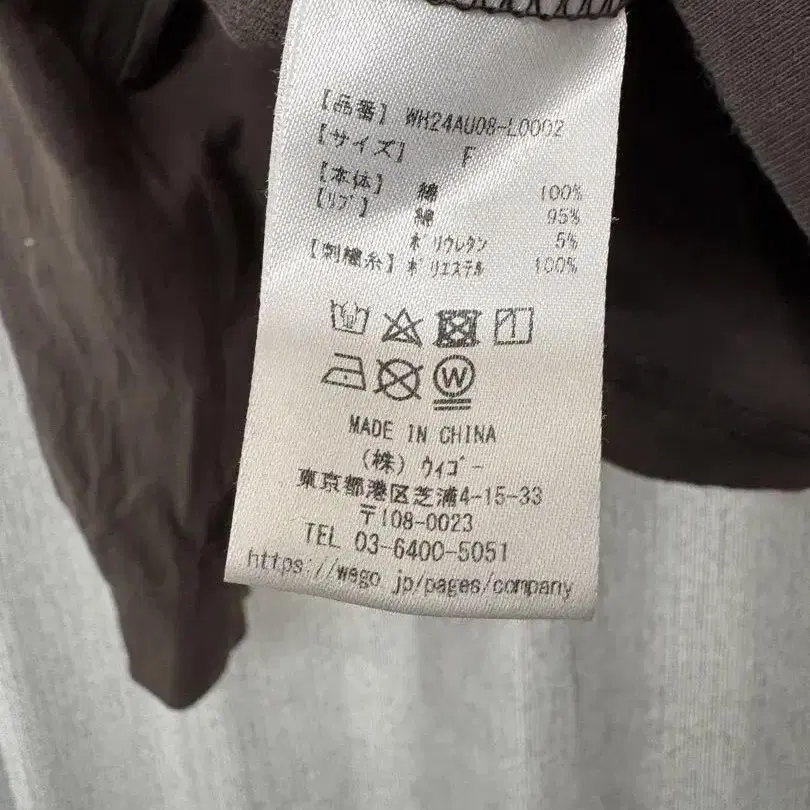 【品番】 WH24AU08-L0002
【サイズ】 F
【本体】 綿 100%
【リブ】 綿 95%
ポリウレタン 5%
【刺繍糸】 ポリエステル 100%
W
MADE IN CHINA
(株) ウィゴー
東京都港区芝浦4-15-33
〒108-0023
TEL 03-6400-5051
https://wego.jp/pages/company